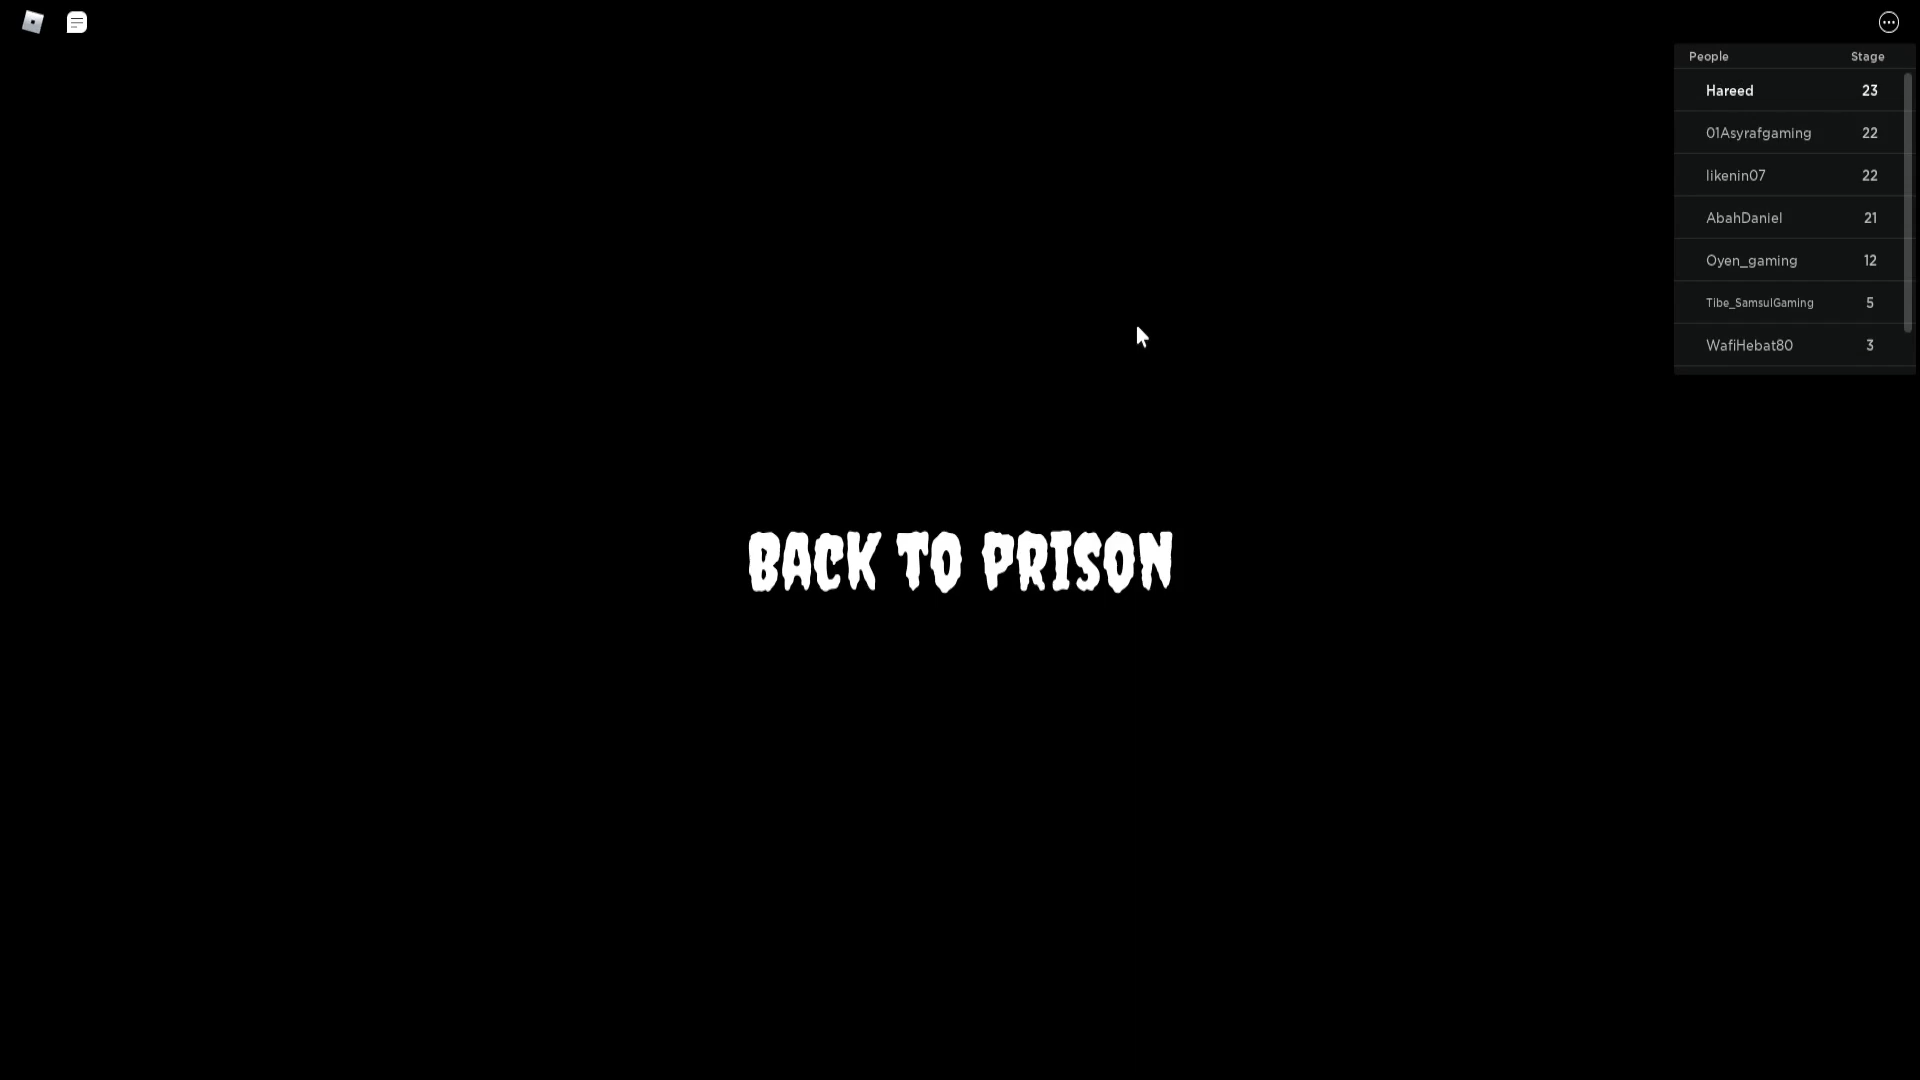 People Stage
Hareed 23
01Asyrafgaming 22
likenin07 22
AbahDaniel 21
Oyen_gaming 12
Tibe_SamsulGaming 5
WafiHebat80 3
BACK TO PRISON